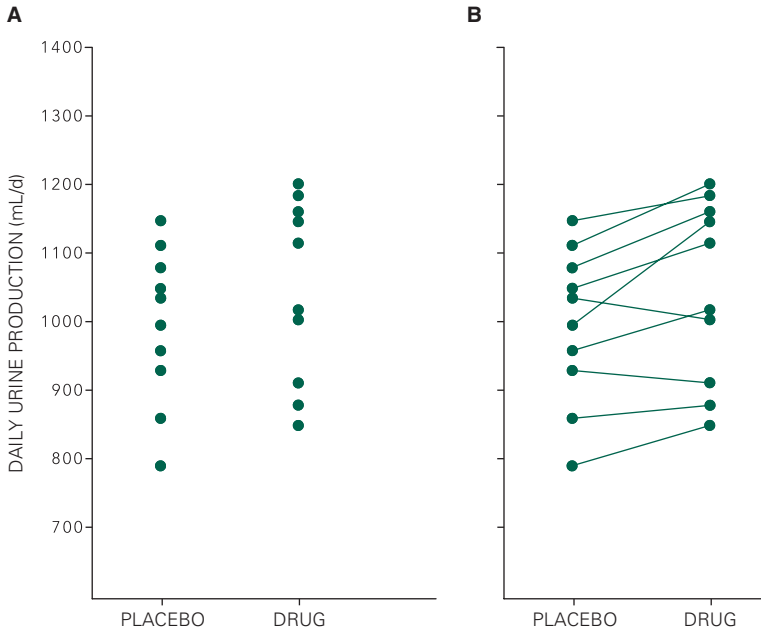 A
B
1400
1300
1200
1100
1000
900
800
700
DAILY URINE PRODUCTION (mL/d)
PLACEBO DRUG
PLACEBO DRUG